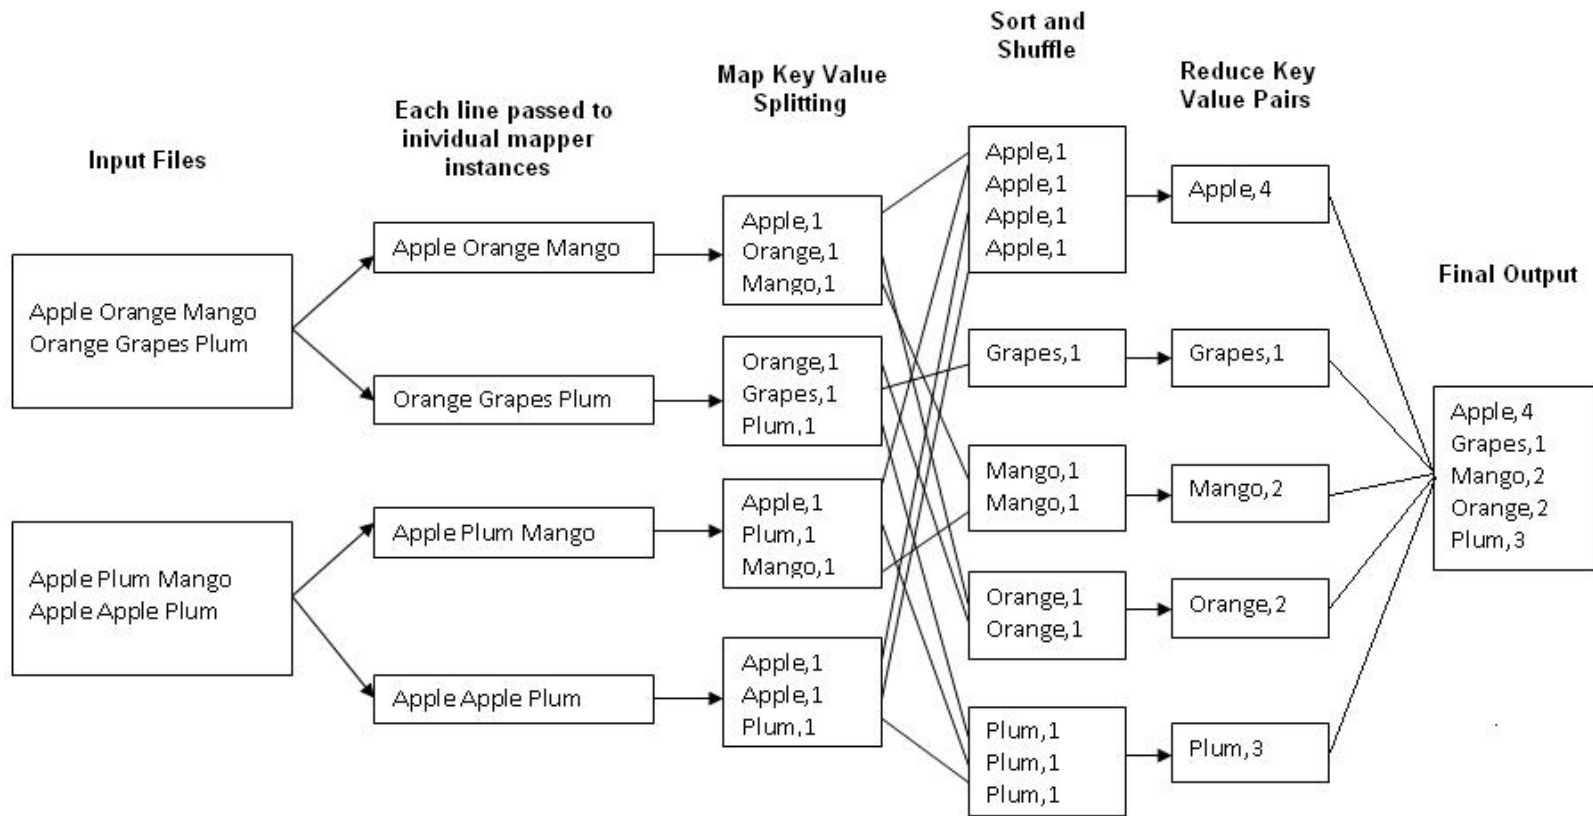 Input Files
Apple Orange Mango
Orange Grapes Plum
Apple Plum Mango
Apple Apple Plum
Each line passed to
inividual mapper
instances
Apple Orange Mango
Orange Grapes Plum
Apple Plum Mango
Apple Apple Plum
Map Key Value
Splitting
Apple,1
Orange,1
Mango,1
Orange,1
Grapes,1
Plum,1
Apple,1
Plum,1
Mango,1
Apple,1
Apple,1
Plum,1
Sort and
Shuffle
Apple,1
Apple,1
Apple,1
Apple,1
Grapes,1
Mango,1
Mango,1
Orange,1
Orange,1
Plum,1
Plum,1
Plum,1
Reduce Key
Value Pairs
Apple,4
Grapes,1
Mango,2
Orange,2
Plum,3
Final Output
Apple,4
Grapes,1
Mango,2
Orange,2
Plum,3